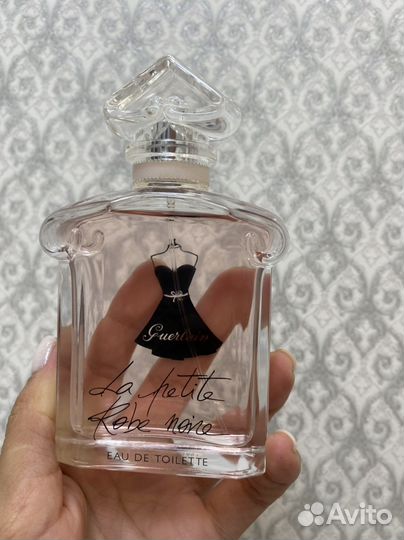 Guerlain
La petite
Robe noire
EAU DE TOILETTE
Avito